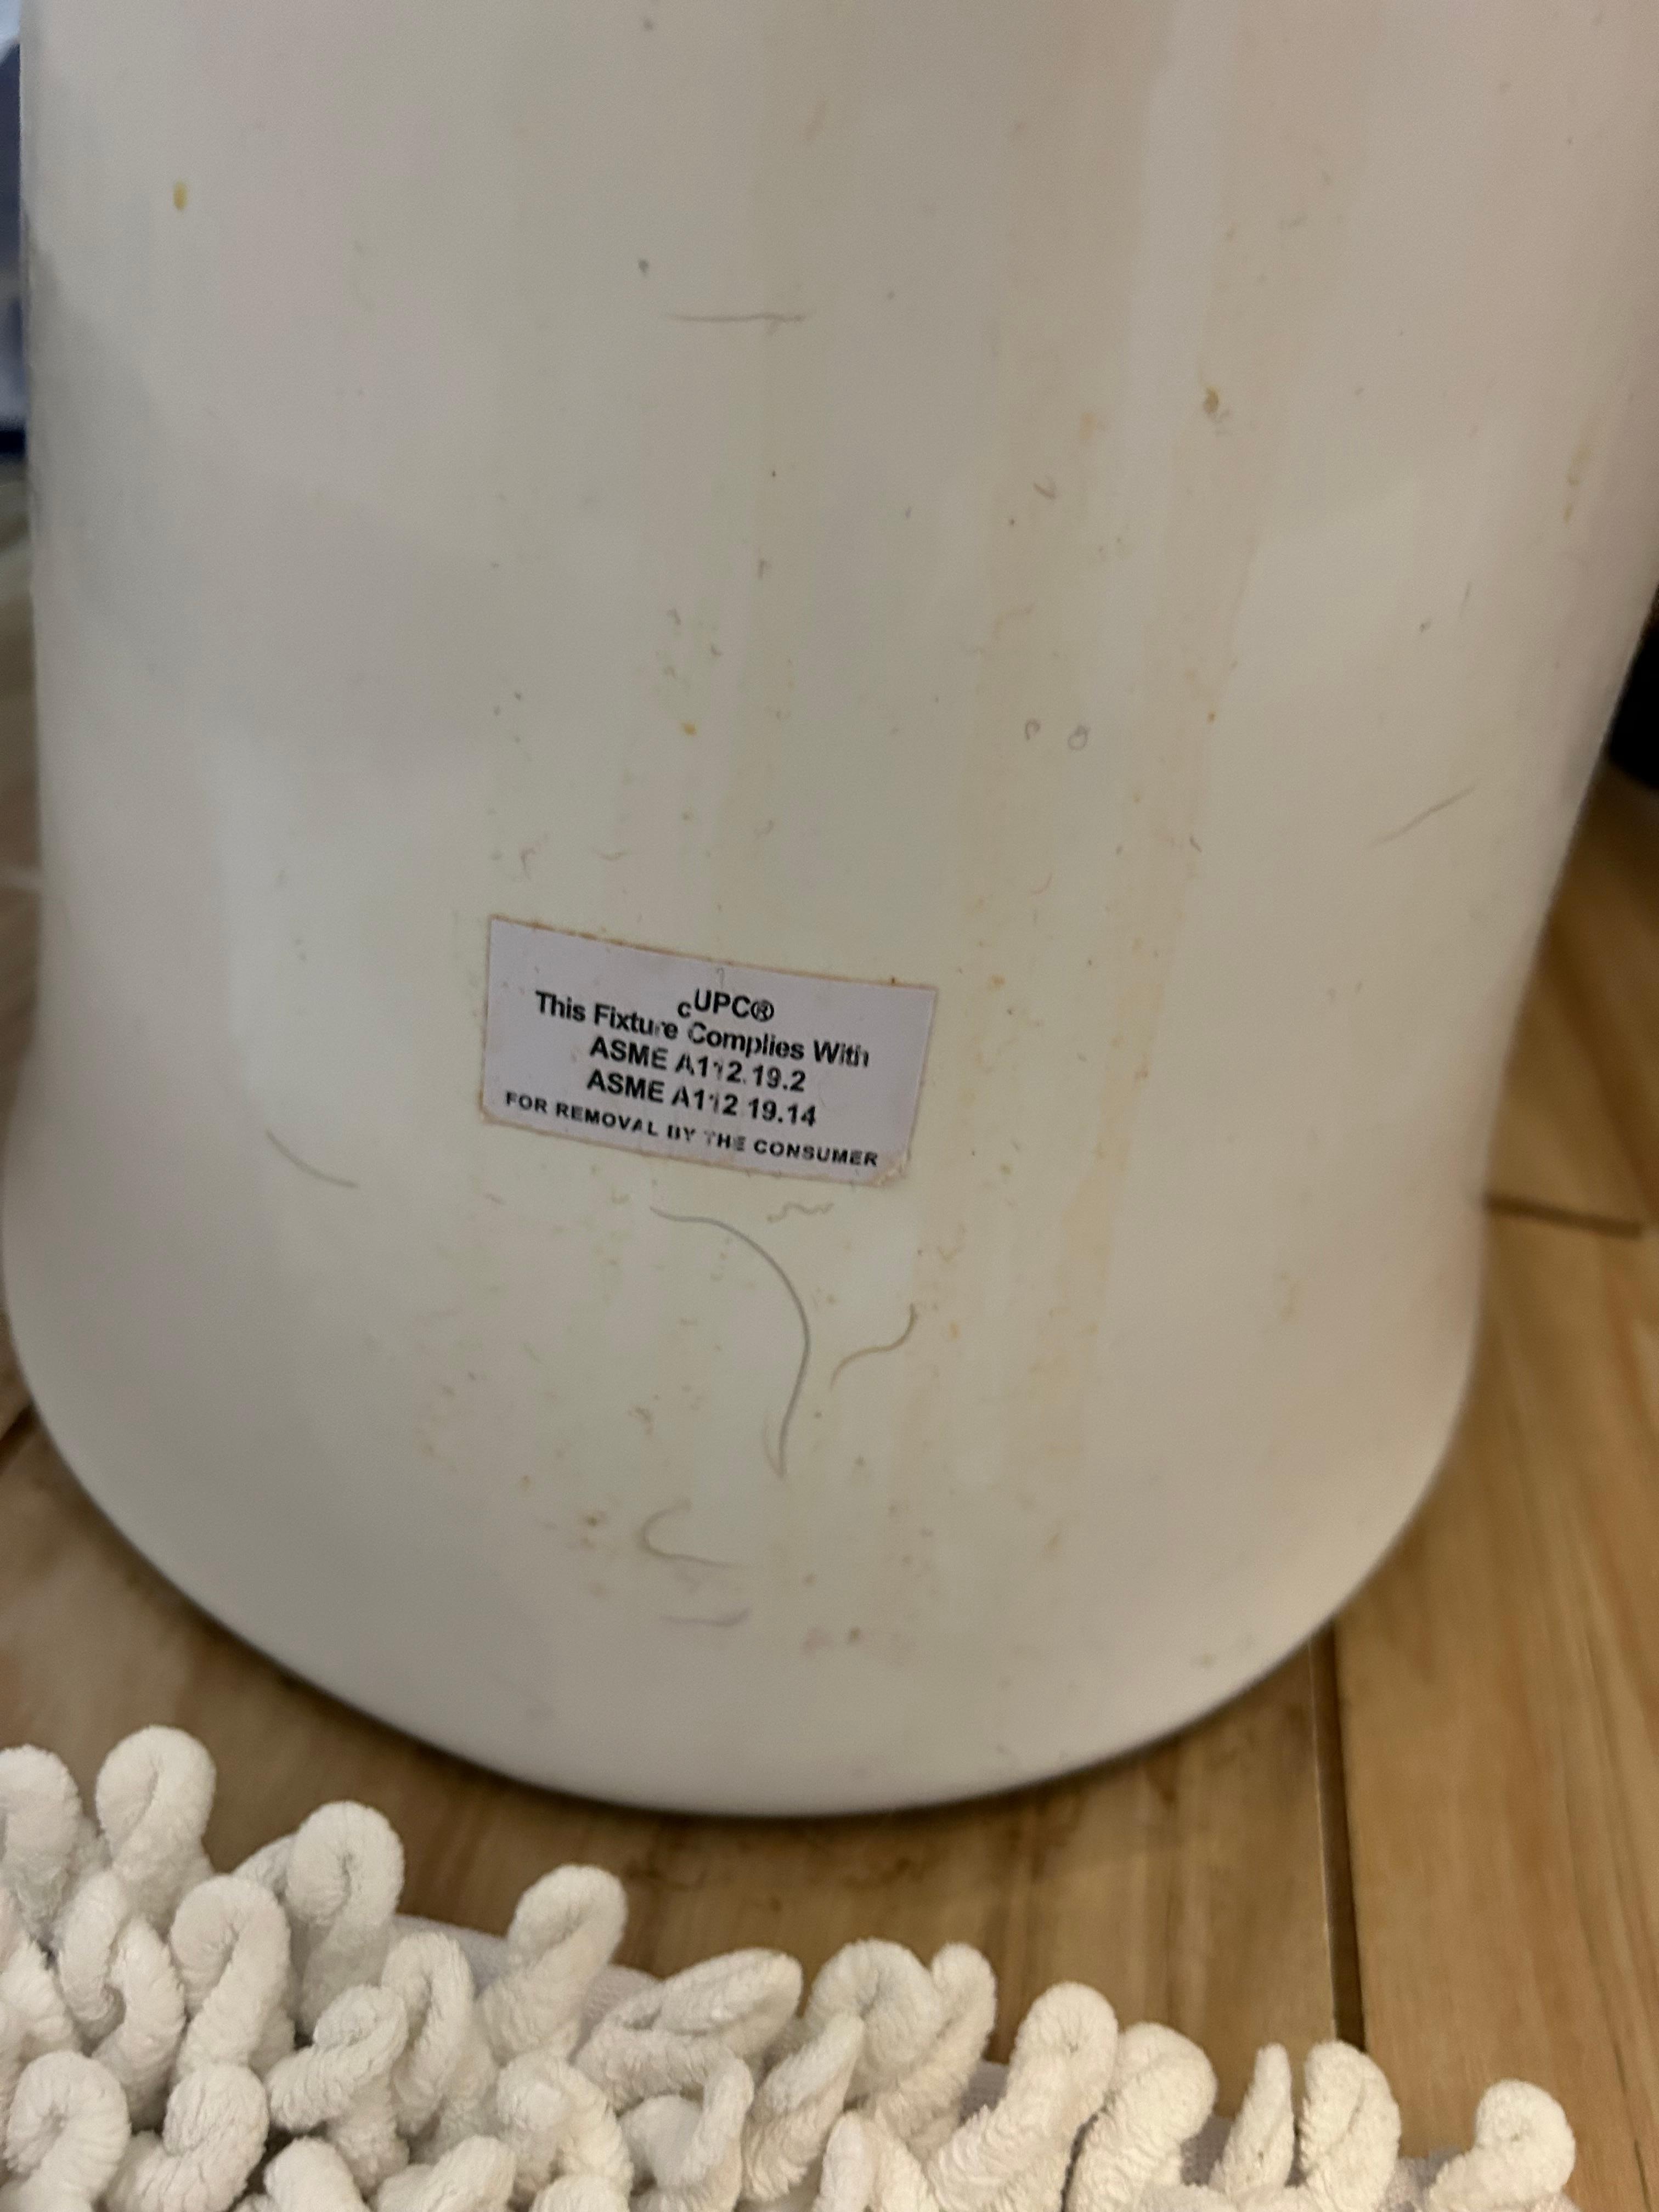 cUPC®
This Fixture Complies With
ASME A112.19.2
ASME A112.19.14
FOR REMOVAL BY THE CONSUMER